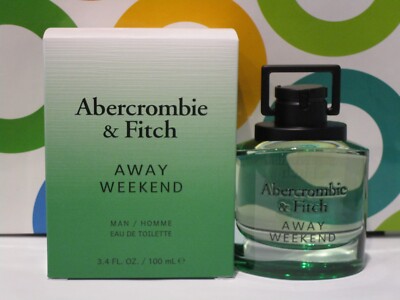 Abercrombie
& Fitch
AWAY
WEEKEND
MAN / HOMME
EAU DE TOILETTE
3.4 FL. OZ. / 100 mL ℮
Abercrombie
& Fitch
AWAY
WEEKEND